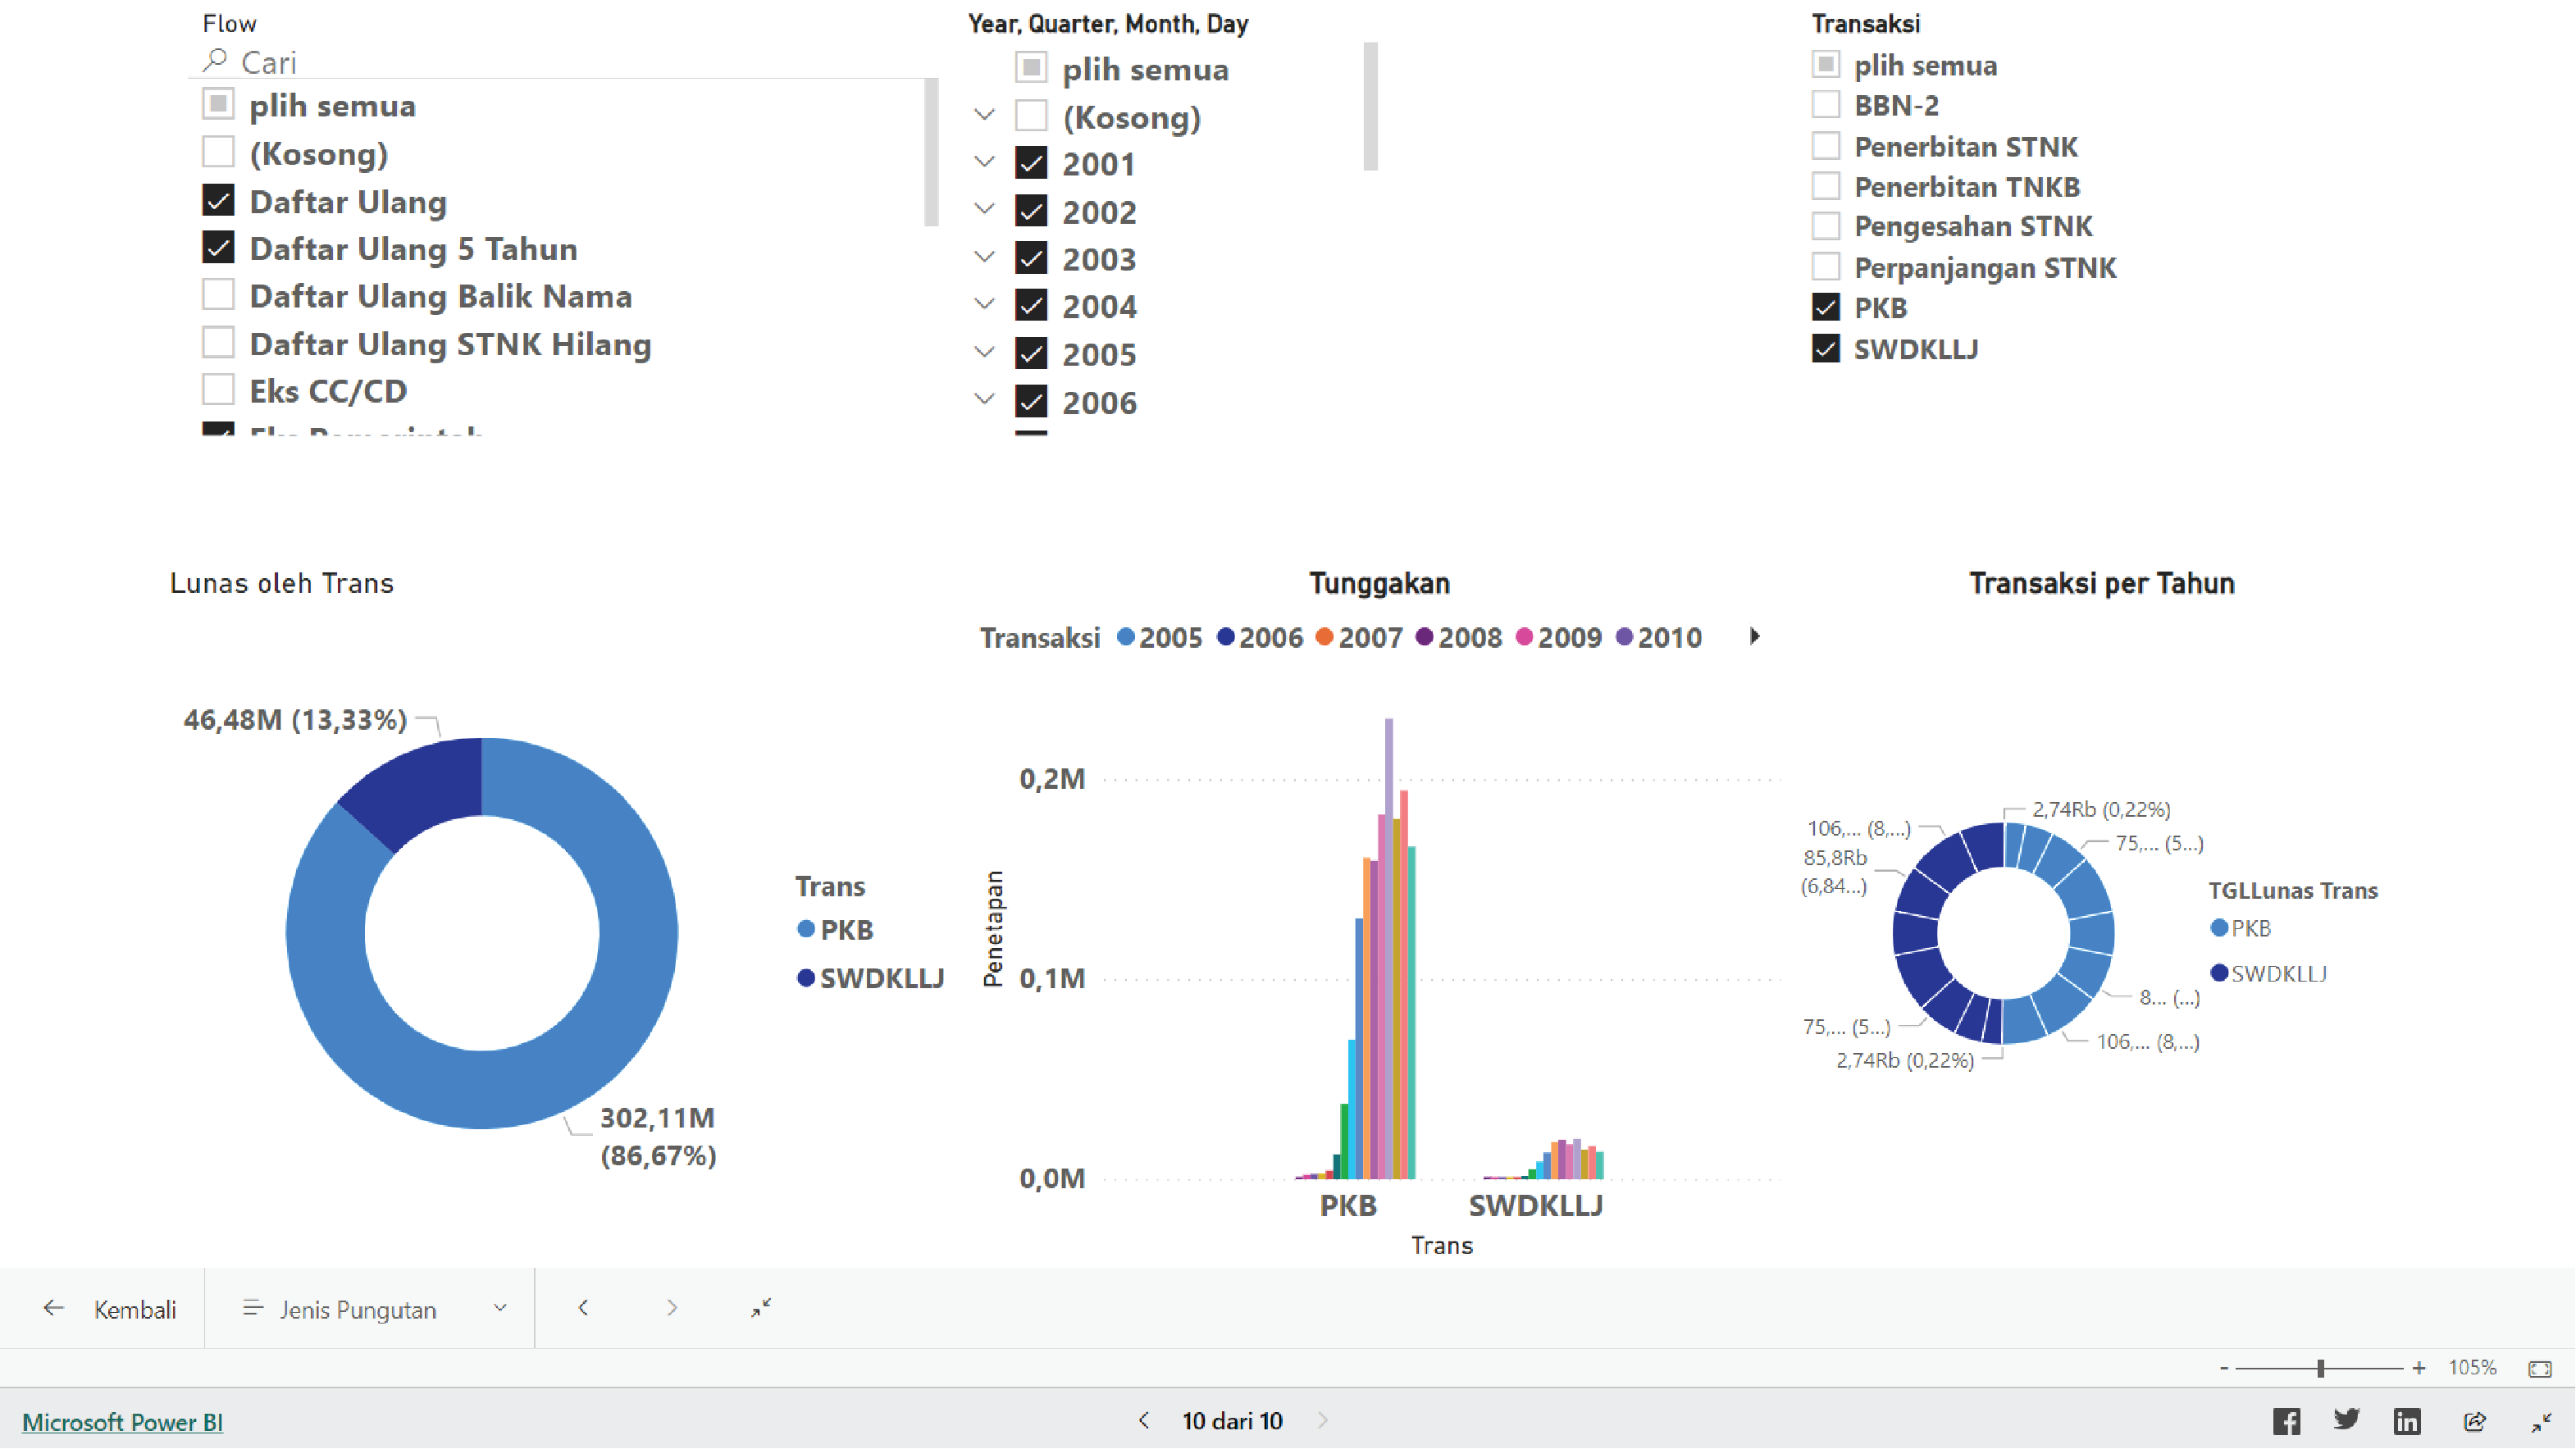 Flow
Cari
plih semua
(Kosong)
Daftar Ulang
Daftar Ulang 5 Tahun
Daftar Ulang Balik Nama
Daftar Ulang STNK Hilang
Eks CC/CD
Year, Quarter, Month, Day
plih semua
(Kosong)
2001
2002
2003
2004
2005
2006
Transaksi
plih semua
BBN-2
Penerbitan STNK
Penerbitan TNKB
Pengesahan STNK
Perpanjangan STNK
PKB
SWDKLLJ
Lunas oleh Trans
46,48M (13,33%)
302,11M
(86,67%)
Trans
PKB
SWDKLLJ
Tunggakan
Transaksi 2005 2006 2007 2008 2009 2010
Penetapan
0,2M
0,1M
0,0M
PKB SWDKLLJ
Trans
Transaksi per Tahun
2,74Rb (0,22%)
106,... (8,...)
75,... (5...)
85,8Rb
(6,84...)
8... (...)
75,... (5...)
106,... (8,...)
2,74Rb (0,22%)
TGLLunas Trans
PKB
SWDKLLJ
Kembali
Jenis Pungutan
- + 105%
Microsoft Power BI
10 dari 10